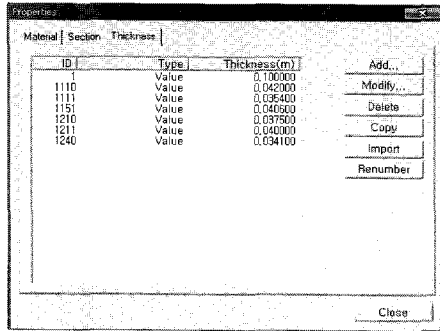 Properties
Material Section Thickness
ID Type Thickness(m)
1 Value 0.100000
1110 Value 0.042000
1111 Value 0.035400
1151 Value 0.040600
1210 Value 0.037500
1211 Value 0.040000
1240 Value 0.034100
Add...
Modify...
Delete
Copy
Import
Renumber
Close